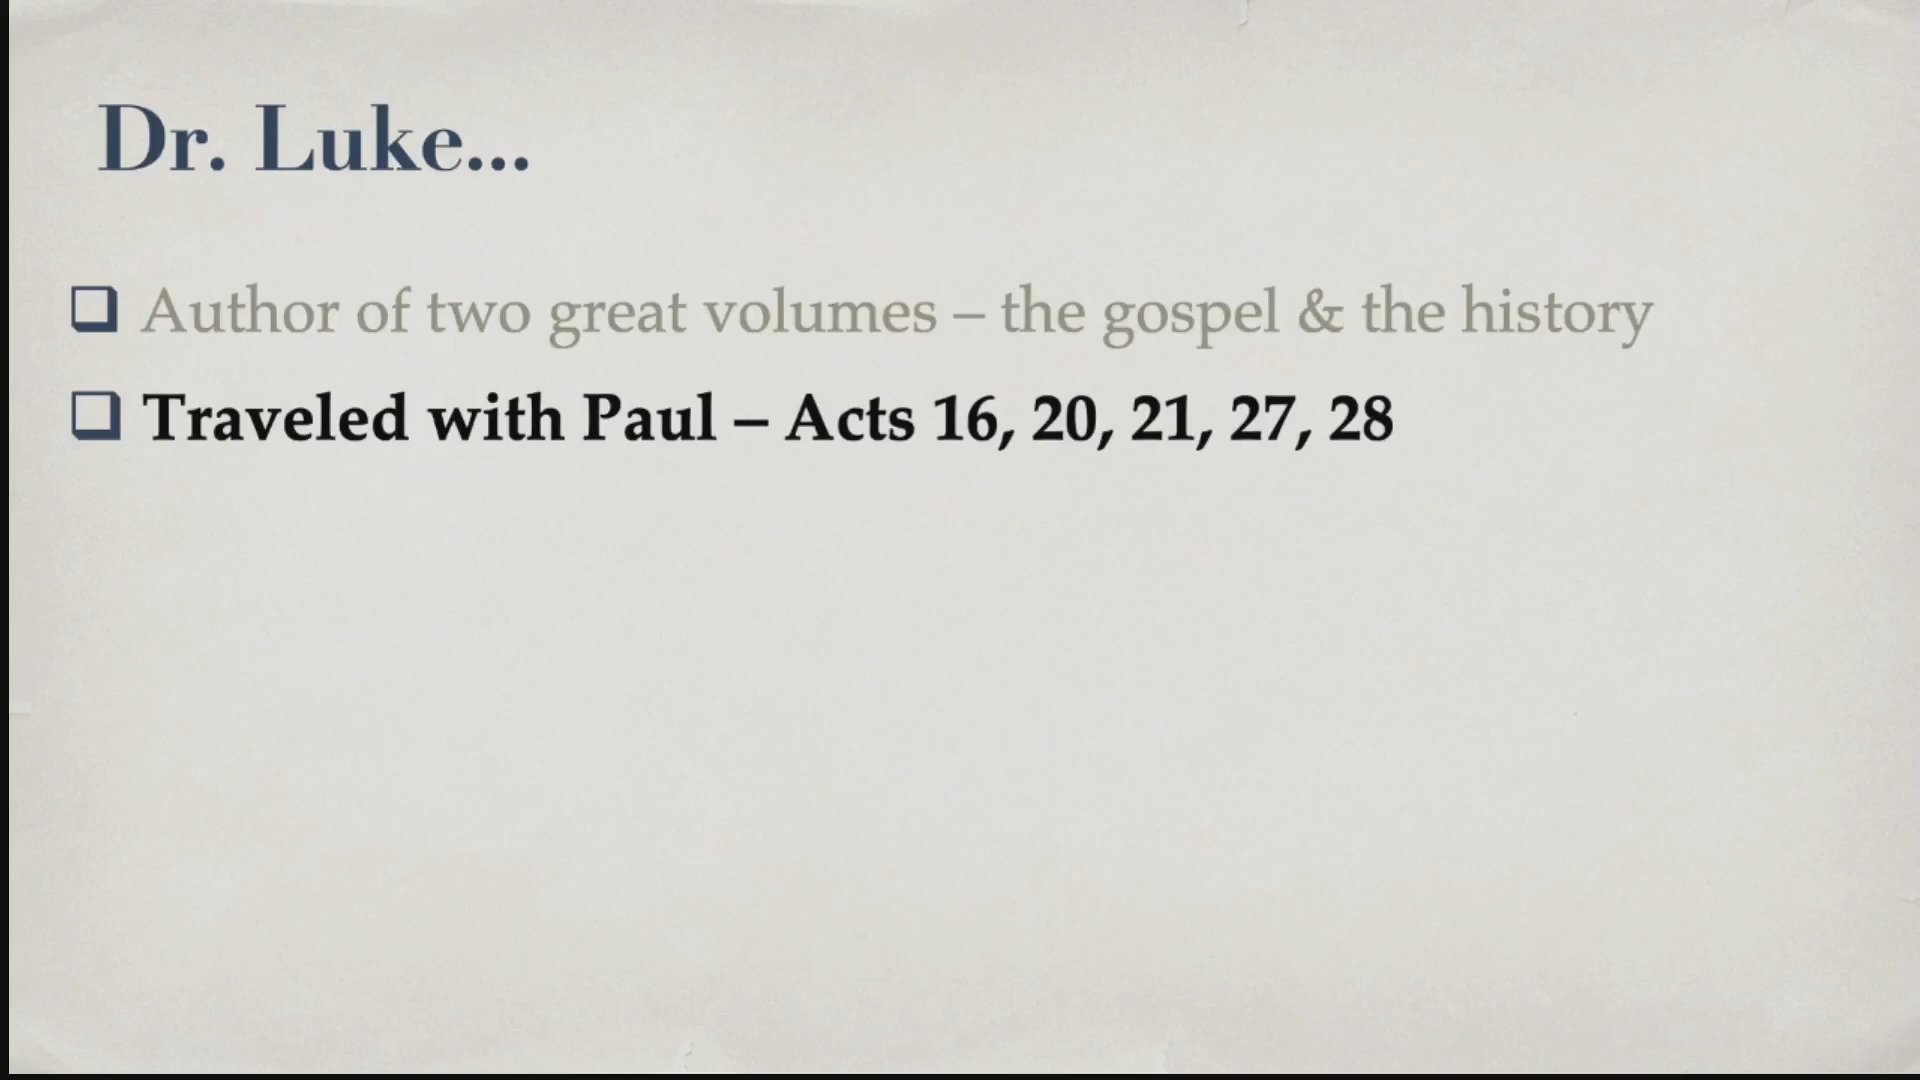 Dr. Luke...
Author of two great volumes – the gospel & the history
Traveled with Paul – Acts 16, 20, 21, 27, 28